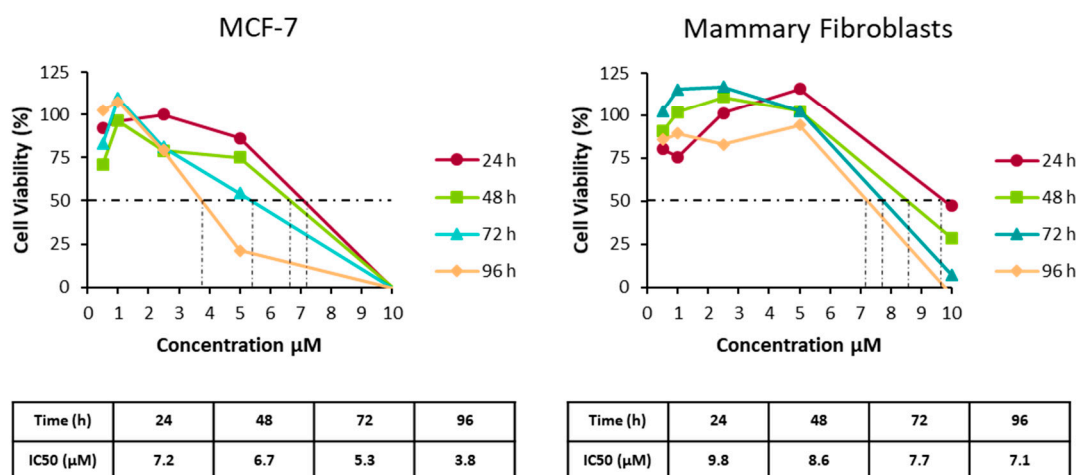 MCF-7
Cell Viability (%)
125
100
75
50
25
0
0 1 2 3 4 5 6 7 8 9 10
Concentration µM
24 h
48 h
72 h
96 h
Time (h) 24 48 72 96
IC50 (µM) 7.2 6.7 5.3 3.8
Mammary Fibroblasts
Cell Viability (%)
125
100
75
50
25
0
0 1 2 3 4 5 6 7 8 9 10
Concentration µM
24 h
48 h
72 h
96 h
Time (h) 24 48 72 96
IC50 (µM) 9.8 8.6 7.7 7.1